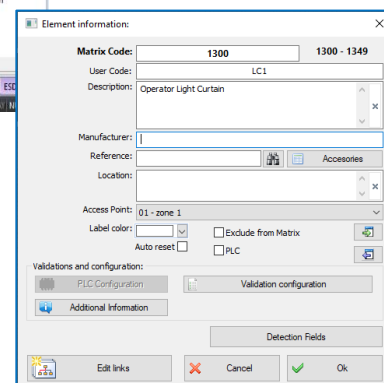 Element information:
Matrix Code: 1300 1300 - 1349
User Code: LC1
Description: Operator Light Curtain
Manufacturer:
Reference: Accesories
Location:
Access Point: 01 - zone 1
Label color: Exclude from Matrix
Auto reset PLC
Validations and configuration:
PLC Configuration Validation configuration
Additional Information
Detection Fields
Edit links Cancel Ok